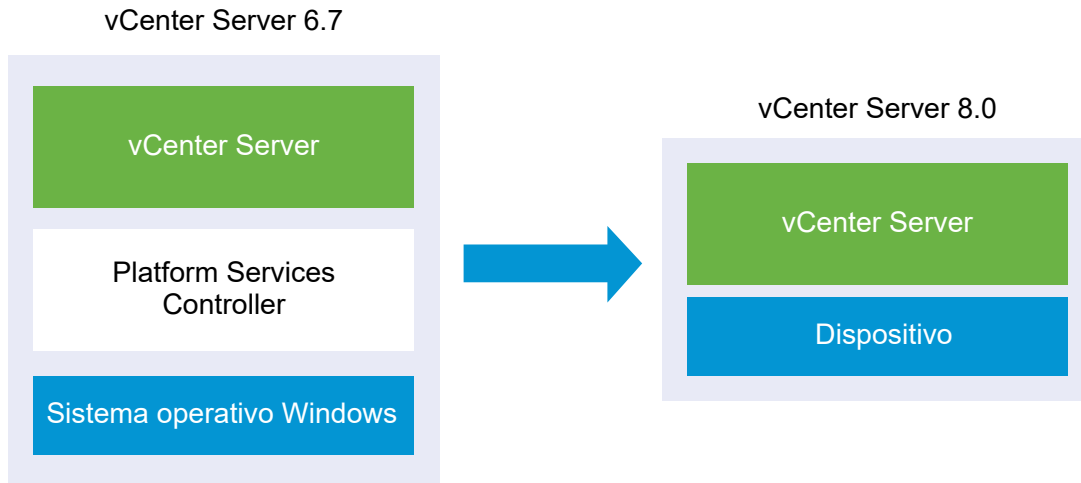 vCenter Server 6.7
vCenter Server
Platform Services
Controller
Sistema operativo Windows
vCenter Server 8.0
vCenter Server
Dispositivo